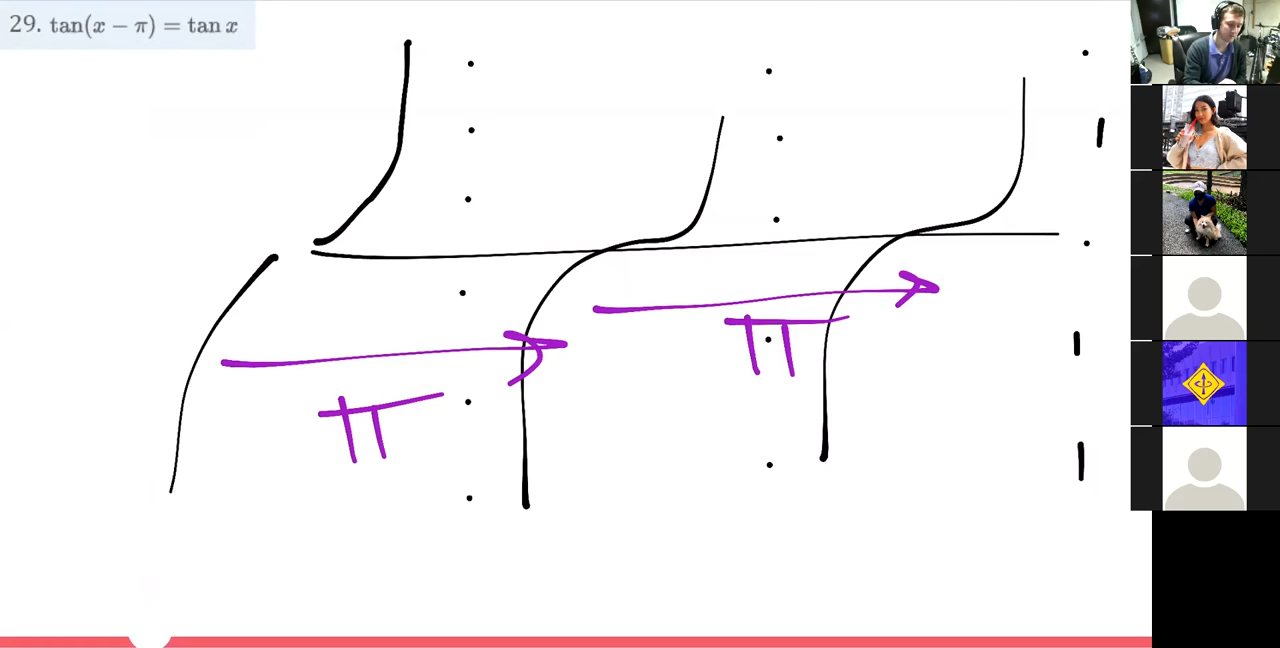 29. tan(x − π) = tan x
π
π